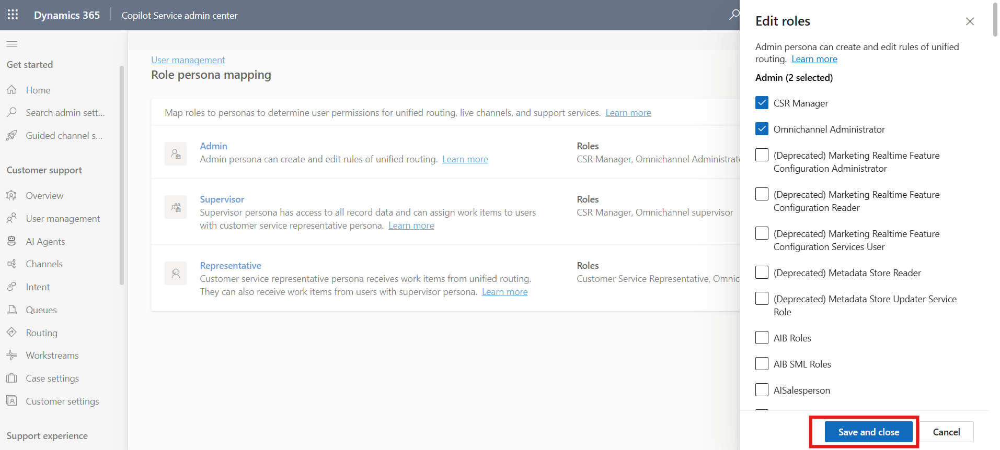 Dynamics 365
Copilot Service admin center
Get started
Home
Search admin sett...
Guided channel s...
Customer support
Overview
User management
AI Agents
Channels
Intent
Queues
Routing
Workstreams
Case settings
Customer settings
Support experience
User management
Role persona mapping
Map roles to personas to determine user permissions for unified routing, live channels, and support services. Learn more
Admin
Admin persona can create and edit rules of unified routing. Learn more
Roles
CSR Manager, Omnichannel Administrato
Supervisor
Supervisor persona has access to all record data and can assign work items to users
with customer service representative persona. Learn more
Roles
CSR Manager, Omnichannel supervisor
Representative
Customer service representative persona receives work items from unified routing.
They can also receive work items from users with supervisor persona. Learn more
Roles
Customer Service Representative, Omnic
Edit roles
Admin persona can create and edit rules of unified
routing. Learn more
Admin (2 selected)
CSR Manager
Omnichannel Administrator
(Deprecated) Marketing Realtime Feature
Configuration Administrator
(Deprecated) Marketing Realtime Feature
Configuration Reader
(Deprecated) Marketing Realtime Feature
Configuration Services User
(Deprecated) Metadata Store Reader
(Deprecated) Metadata Store Updater Service
Role
AIB Roles
AIB SML Roles
AISalesperson
Save and close
Cancel